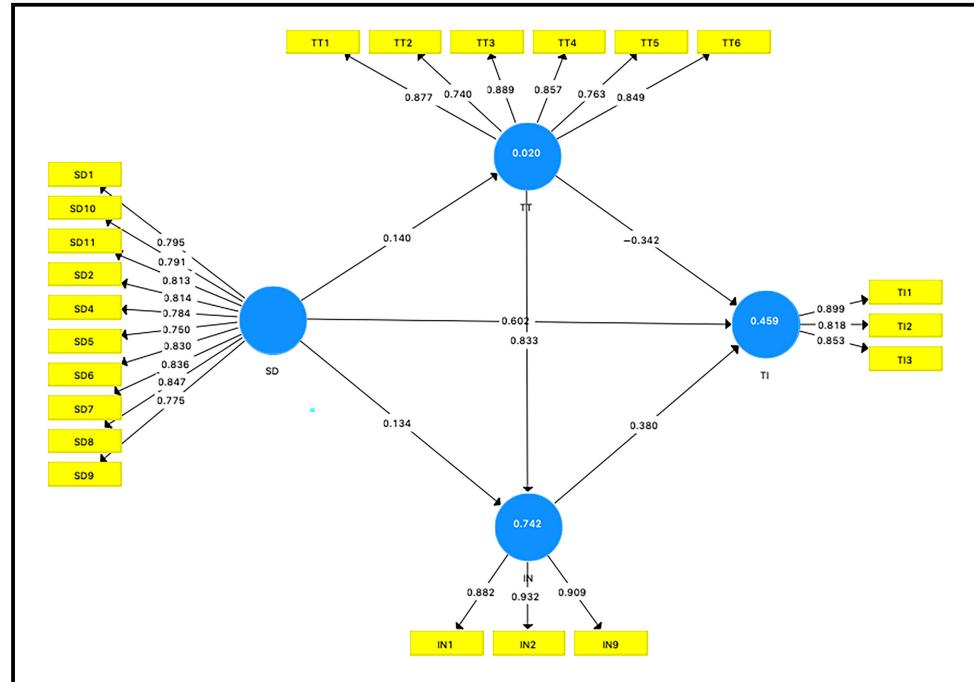 TT1 TT2 TT3 TT4 TT5 TT6
0.877 0.740 0.889 0.857 0.763 0.849
0.020
TT
SD1
SD10
SD11
SD2
SD4
SD5
SD6
SD7
SD8
SD9
0.795
0.791
0.813
0.814
0.784
0.750
0.830
0.836
0.847
0.775
SD
0.140
-0.342
0.602
0.833
0.134
0.380
0.459
TI
0.899
0.818
0.853
TI1
TI2
TI3
0.742
IN
0.882 0.932 0.909
IN1 IN2 IN9